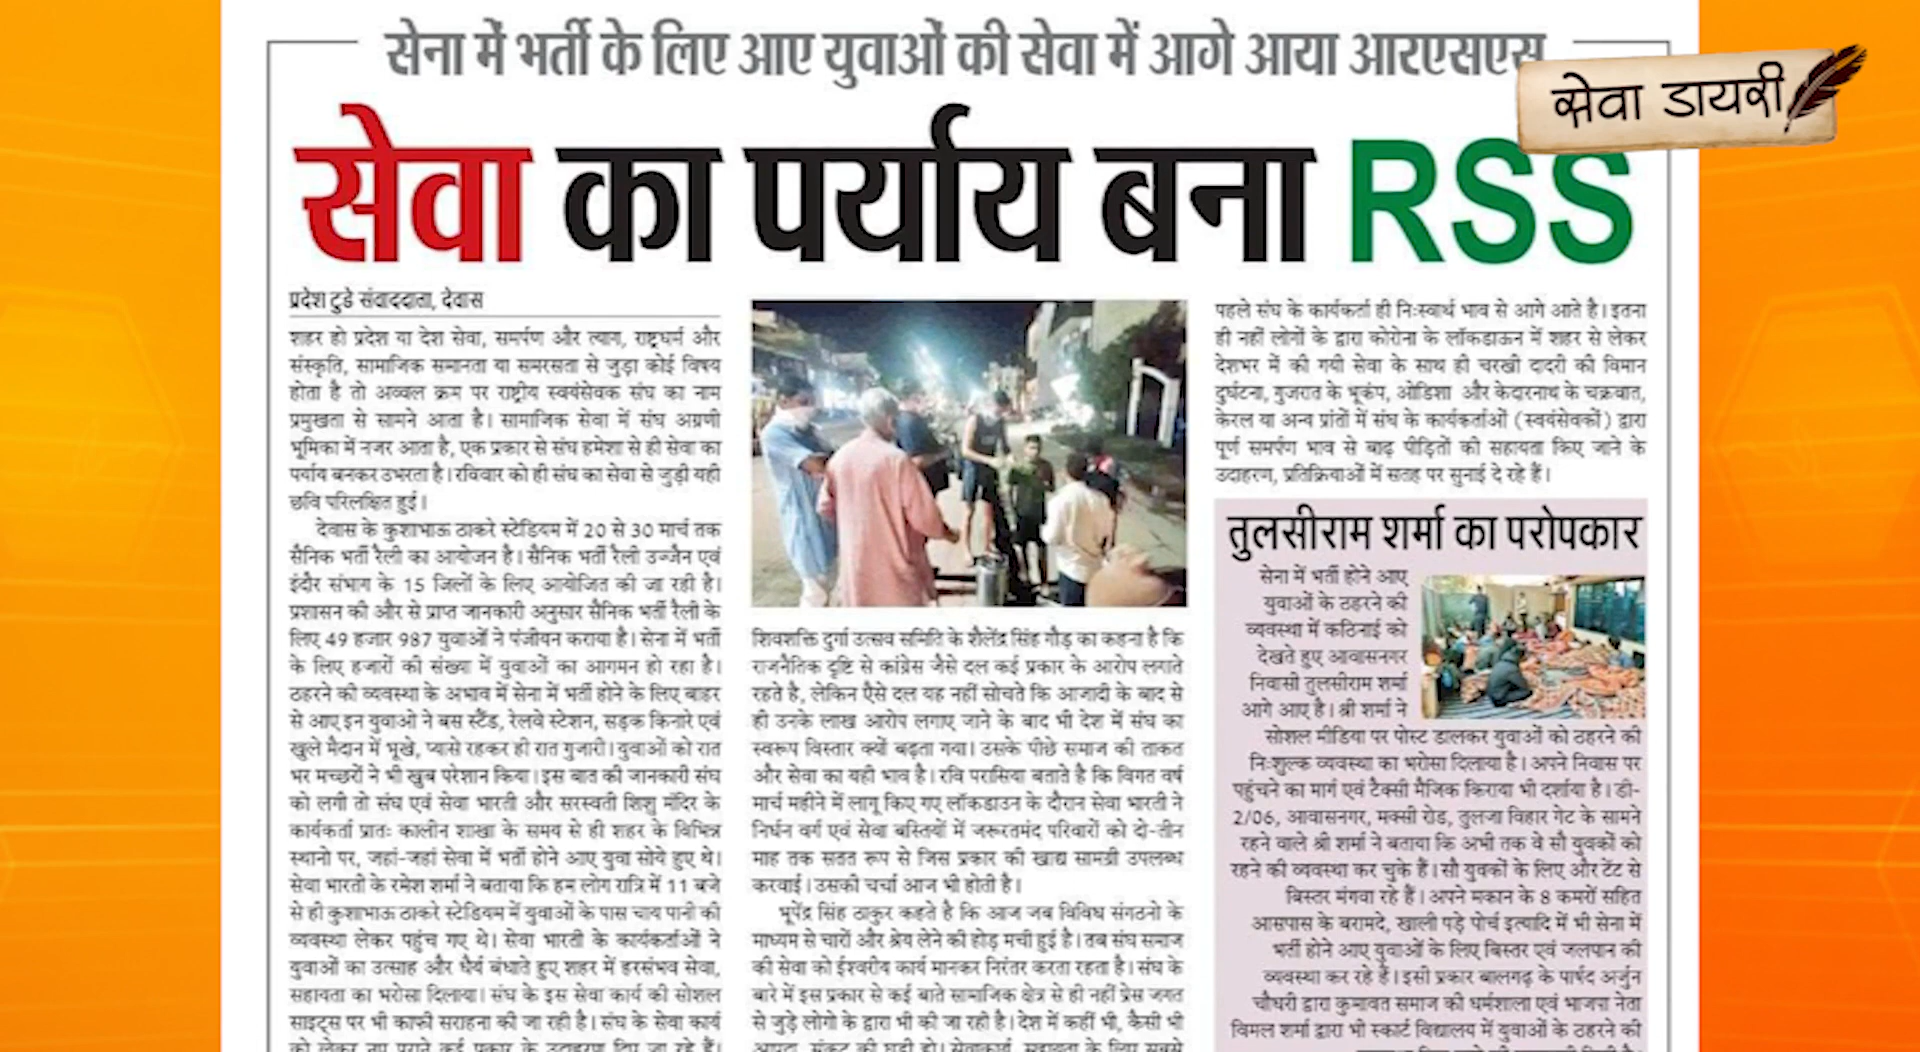 सेना में भर्ती के लिए आए युवाओं की सेवा में आगे आया आरएसएस
सेवा डायरी
सेवा का पर्याय बना RSS
प्रदेश टुडे संवाददाता, देवास
शहर हो प्रदेश या देश सेवा, समर्पण और त्याग, राष्ट्रधर्म और
संस्कृति, सामाजिक समानता या समरसता से जुड़ा कोई विषय
होता है तो अव्वल क्रम पर राष्ट्रीय स्वयंसेवक संघ का नाम
प्रमुखता से सामने आता है। सामाजिक सेवा में संघ अग्रणी
भूमिका में नजर आता है, एक प्रकार से संघ हमेशा से ही सेवा का
पर्याय बनकर उभरता है। रविवार को ही संघ का सेवा से जुड़ी यही
छवि परिलक्षित हुई।
देवास के कुशाभाऊ ठाकरे स्टेडियम में 20 से 30 मार्च तक
सैनिक भर्ती रैली का आयोजन है। सैनिक भर्ती रैली उज्जैन एवं
इंदौर संभाग के 15 जिलों के लिए आयोजित की जा रही है।
प्रशासन की और से प्राप्त जानकारी अनुसार सैनिक भर्ती रैली के
लिए 49 हजार 987 युवाओं ने पंजीयन कराया है। सेना में भर्ती
के लिए हजारों की संख्या में युवाओं का आगमन हो रहा है।
ठहरने की व्यवस्था के अभाव में सेना में भर्ती होने के लिए बाहर
से आए इन युवाओ ने बस स्टैंड, रेलवे स्टेशन, सड़क किनारे एवं
खुले मैदान में भूखे, प्यासे रहकर ही रात गुजारी। युवाओं को रात
भर मच्छरों ने भी खुब परेशान किया। इस बात की जानकारी संघ
को लगी तो संघ एवं सेवा भारती और सरस्वती शिशु मंदिर के
कार्यकर्ता प्रातः कालीन शाखा के समय से ही शहर के विभिन्न
स्थानो पर, जहां-जहां सेवा में भर्ती होने आए युवा सोये हुए थे।
सेवा भारती के रमेश शर्मा ने बताया कि हम लोग रात्रि में 11 बजे
से ही कुशाभाऊ ठाकरे स्टेडियम में युवाओं के पास चाय पानी की
व्यवस्था लेकर पहुंच गए थे। सेवा भारती के कार्यकर्ताओं ने
युवाओं का उत्साह और धैर्य बंधाते हुए शहर में हरसंभव सेवा,
सहायता का भरोसा दिलाया। संघ के इस सेवा कार्य की सोशल
साइट्स पर भी काफी सराहना की जा रही है। संघ के सेवा कार्य
को लेकर नए पुराने कई प्रकार के उदाहरण दिए जा रहे हैं।
शिवशक्ति दुर्गा उत्सव समिति के शैलेंद्र सिंह गौड़ का कहना है कि
राजनैतिक दृष्टि से कांग्रेस जैसे दल कई प्रकार के आरोप लगाते
रहते है, लेकिन ऐसे दल यह नहीं सोचते कि आजादी के बाद से
ही उनके लाख आरोप लगाए जाने के बाद भी देश में संघ का
स्वरूप विस्तार क्यों बढ़ता गया। उसके पीछे समाज की ताकत
और सेवा का यही भाव है। रवि परासिया बताते है कि विगत वर्ष
मार्च महीने में लागू किए गए लॉकडाउन के दौरान सेवा भारती ने
निर्धन वर्ग एवं सेवा बस्तियों में जरूरतमंद परिवारों को दो-तीन
माह तक सतत रूप से जिस प्रकार की खाद्य सामग्री उपलब्ध
करवाई। उसकी चर्चा आज भी होती है।
भूपेंद्र सिंह ठाकुर कहते है कि आज जब विविध संगठनो के
माध्यम से चारों और श्रेय लेने की होड़ मची हुई है। तब संघ समाज
की सेवा को ईश्वरीय कार्य मानकर निरंतर करता रहता है। संघ के
बारे में इस प्रकार से कई बाते सामाजिक क्षेत्र से ही नहीं प्रेस जगत
से जुड़े लोगो के द्वारा भी की जा रही है। देश में कहीं भी, कैसी भी
आपदा, संकट की घड़ी हो। सेवाकार्य, सहायता के लिए सबसे
पहले संघ के कार्यकर्ता ही निःस्वार्थ भाव से आगे आते है। इतना
ही नहीं लोगों के द्वारा कोरोना के लॉकडाऊन में शहर से लेकर
देशभर में की गयी सेवा के साथ ही चरखी दादरी की विमान
दुर्घटना, गुजरात के भूकंप, ओडिशा और केदारनाथ के चक्रवात,
केरल या अन्य प्रांतों में संघ के कार्यकर्ताओं (स्वयंसेवकों) द्वारा
पूर्ण समर्पण भाव से बाढ़ पीड़ितों की सहायता किए जाने के
उदाहरण, प्रतिक्रियाओं में सतह पर सुनाई दे रहे हैं।
तुलसीराम शर्मा का परोपकार
सेना में भर्ती होने आए
युवाओं के ठहरने की
व्यवस्था में कठिनाई को
देखते हुए आवासनगर
निवासी तुलसीराम शर्मा
आगे आए है। श्री शर्मा ने
सोशल मीडिया पर पोस्ट डालकर युवाओं को ठहरने की
निःशुल्क व्यवस्था का भरोसा दिलाया है। अपने निवास पर
पहुंचने का मार्ग एवं टैक्सी मैजिक किराया भी दर्शाया है। डी-
2/06, आवासनगर, मक्सी रोड, तुलजा विहार गेट के सामने
रहने वाले श्री शर्मा ने बताया कि अभी तक वे सौ युवकों को
रहने की व्यवस्था कर चुके हैं। सौ युवकों के लिए और टेंट से
बिस्तर मंगवा रहे हैं। अपने मकान के 8 कमरों सहित
आसपास के बरामदे, खाली पड़े पोर्च इत्यादि में भी सेना में
भर्ती होने आए युवाओं के लिए बिस्तर एवं जलपान की
व्यवस्था कर रहे हैं। इसी प्रकार बालगढ़ के पार्षद अर्जुन
चौधरी द्वारा कुमावत समाज की धर्मशाला एवं भाजपा नेता
विमल शर्मा द्वारा भी स्कार्ट विद्यालय में युवाओं के ठहरने की